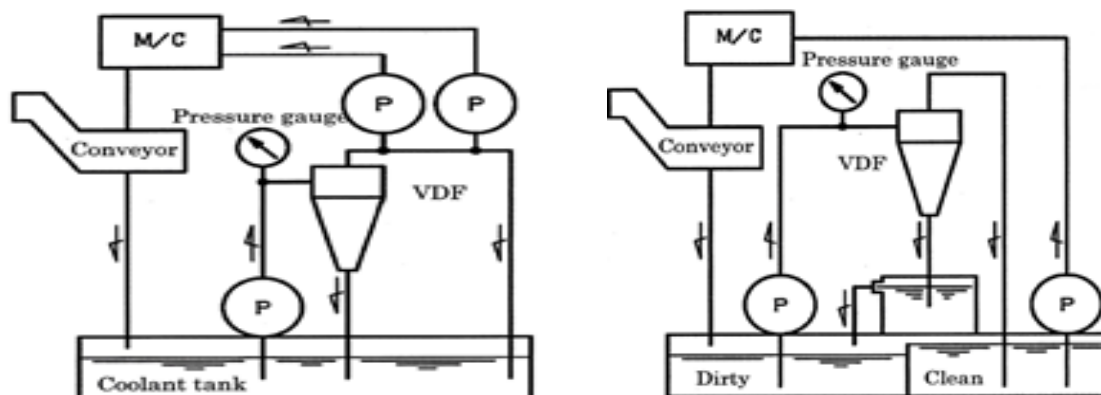 M/C
P
P
Pressure gauge
Conveyor
VDF
P
Coolant tank
M/C
Pressure gauge
Conveyor
VDF
P
P
Dirty
Clean